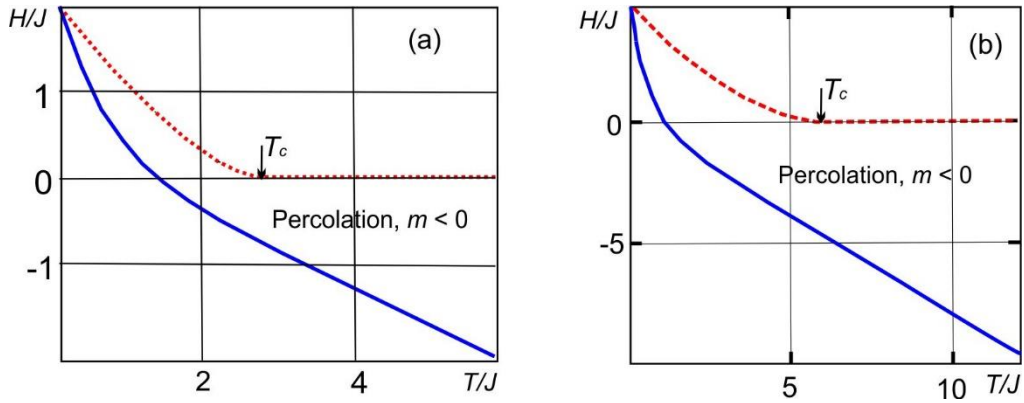 H/J
(a)
1
Tc
0
Percolation, m < 0
-1
2
4
T/J
H/J
(b)
Tc
0
Percolation, m < 0
-5
5
10
T/J